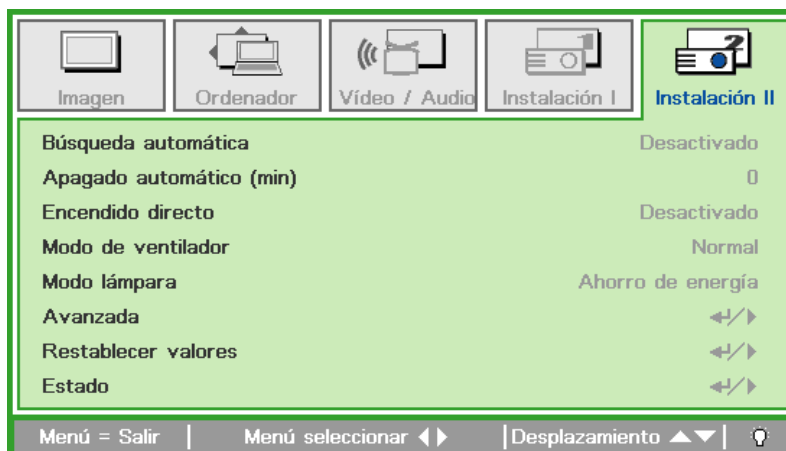 Imagen Ordenador Vídeo / Audio Instalación I Instalación II
Búsqueda automática Desactivado
Apagado automático (min) 0
Encendido directo Desactivado
Modo de ventilador Normal
Modo lámpara Ahorro de energía
Avanzada
Restablecer valores
Estado
Menú = Salir Menú seleccionar Desplazamiento